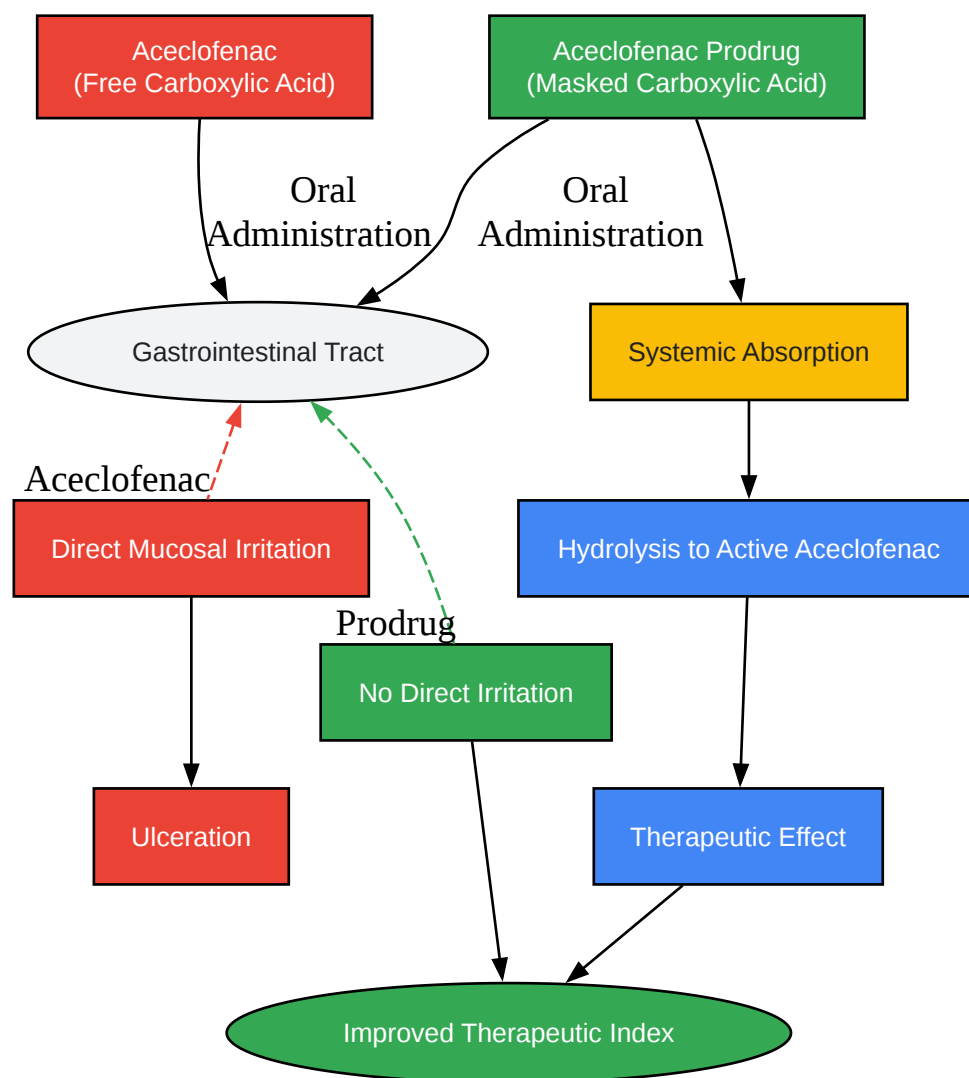 Aceclofenac
(Free Carboxylic Acid)
Aceclofenac Prodrug
(Masked Carboxylic Acid)
Oral
Administration
Oral
Administration
Gastrointestinal Tract
Systemic Absorption
Aceclofenac
Direct Mucosal Irritation
Hydrolysis to Active Aceclofenac
Prodrug
No Direct Irritation
Ulceration
Therapeutic Effect
Improved Therapeutic Index